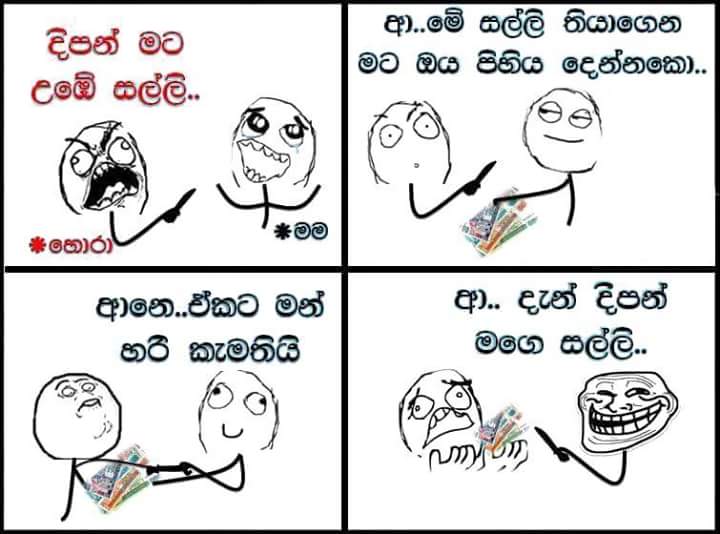 දිපන් මට
උඹේ සල්ලි..
*හොරා
*මම
ආ..මේ සල්ලි තියාගෙන
මට ඔය පිහිය දෙන්නකො..
ආනෙ..ඒකට මන්
හරී කැමතියි
ආ.. දැන් දිපන්
මගෙ සල්ලි..